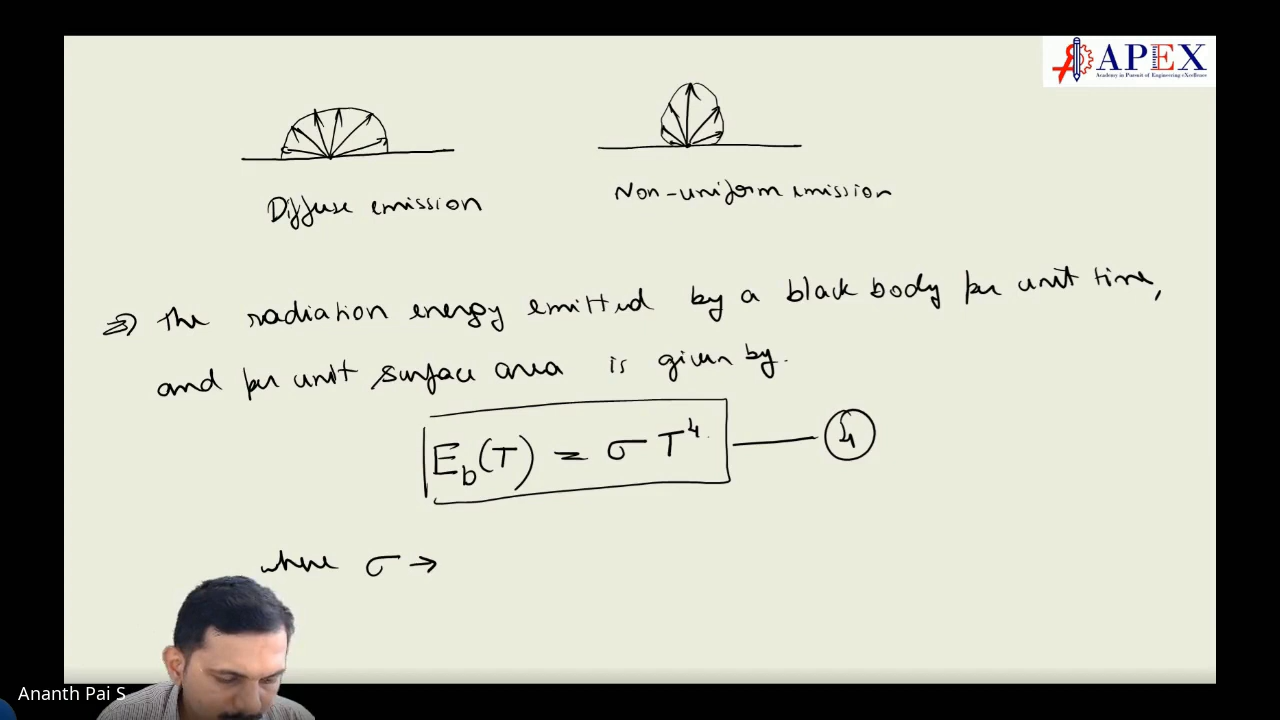 APEX
Academy in Pursuit of Engineering eXcellence
Diffuse emission
Non-uniform emission
The radiation energy emitted by a black body per unit time,
and per unit surface area is given by.
E_b(T) = σ T⁴ — 4
where σ →
Ananth Pai S